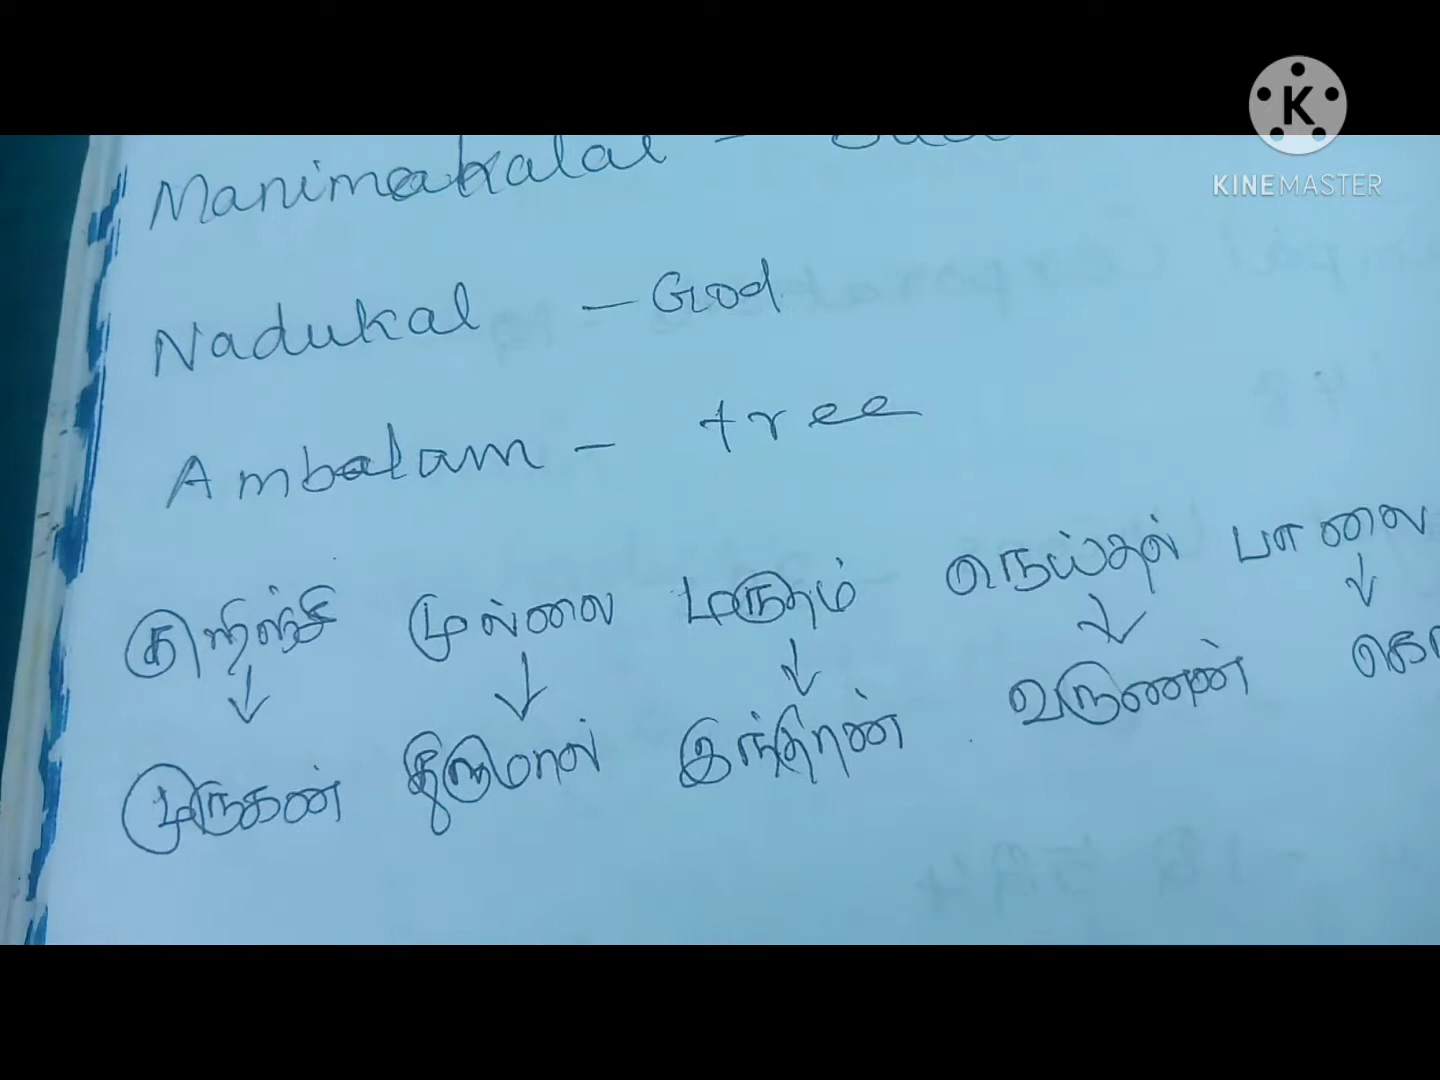 K
KINEMASTER
Manimekalai -
Nadukal - God
Ambalam - tree
குறிஞ்சி முல்லை மருதம் நெய்தல் பாலை
முருகன் திருமால் இந்திரன் வருணன்